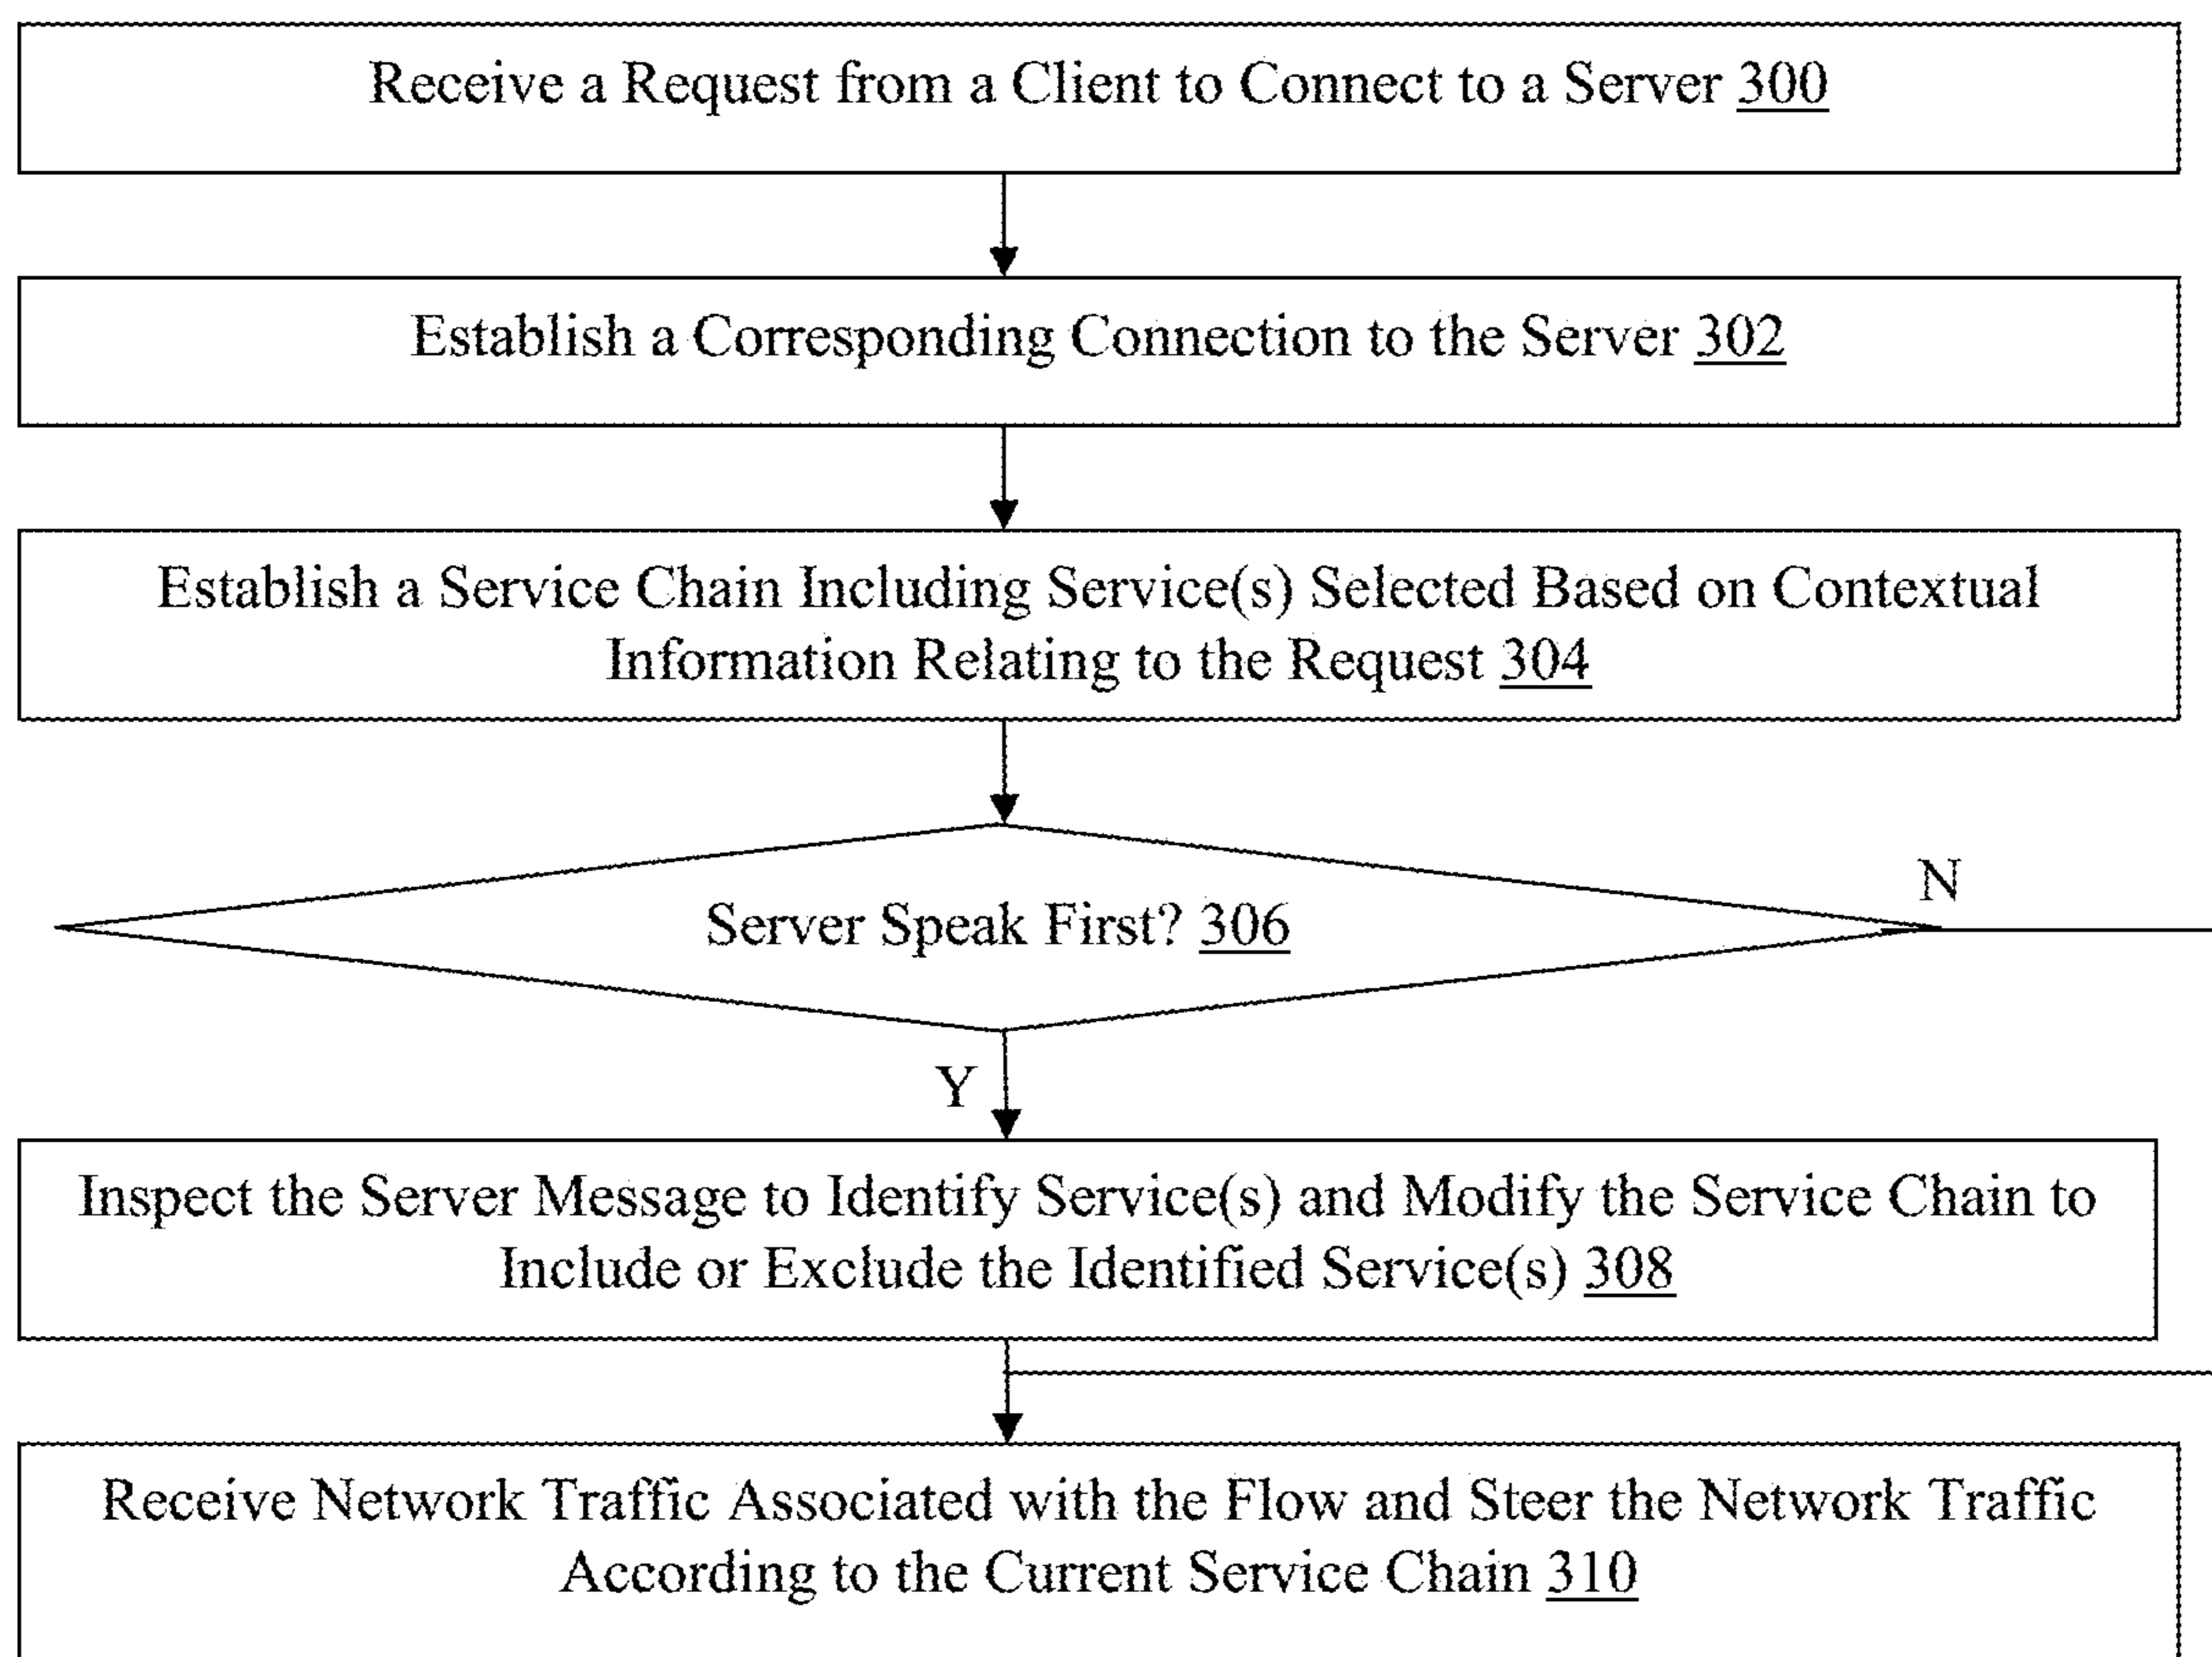 Receive a Request from a Client to Connect to a Server 300
Establish a Corresponding Connection to the Server 302
Establish a Service Chain Including Service(s) Selected Based on Contextual
Information Relating to the Request 304
N
Server Speak First? 306
Y
Inspect the Server Message to Identify Service(s) and Modify the Service Chain to
Include or Exclude the Identified Service(s) 308
Receive Network Traffic Associated with the Flow and Steer the Network Traffic
According to the Current Service Chain 310